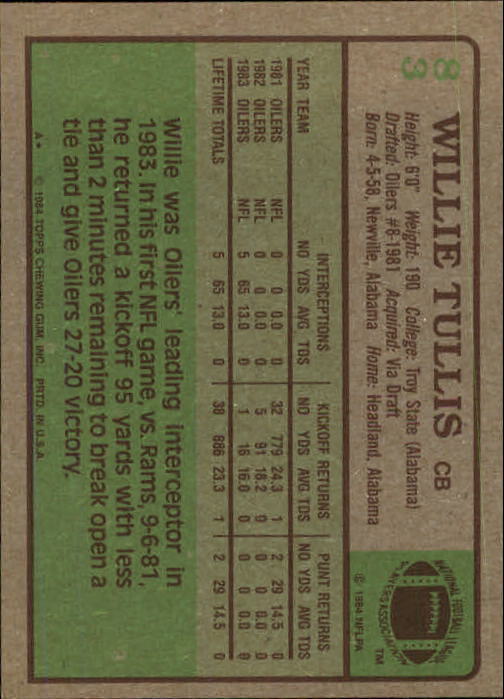 83
WILLIE TULLIS CB
Height: 6'0" Weight: 190 College: Troy State (Alabama)
Drafted: Oilers #8-1981 Acquired: Via Draft
Born: 4-5-58, Newville, Alabama Home: Headland, Alabama
NATIONAL FOOTBALL LEAGUE
PLAYERS ASSOCIATION
TM
© 1984 NFLPA
INTERCEPTIONS KICKOFF RETURNS PUNT RETURNS
YEAR TEAM NO YDS AVG TDS NO YDS AVG TDS NO YDS AVG TDS
1981 OILERS NFL 0 0 0.0 0 32 779 24.3 1 2 29 14.5 0
1982 OILERS NFL 0 0 0.0 0 5 91 18.2 0 0 0 0.0 0
1983 OILERS NFL 5 65 13.0 0 1 16 16.0 0 0 0 0.0 0
LIFETIME TOTALS 5 65 13.0 0 38 886 23.3 1 2 29 14.5 0
Willie was Oilers' leading interceptor in
1983. In his first NFL game, vs. Rams, 9-6-81,
he returned a kickoff 95 yards with less
than 2 minutes remaining to break open a
tie and give Oilers 27-20 victory.
A* © 1984 TOPPS CHEWING GUM, INC. PRTD. IN U.S.A.